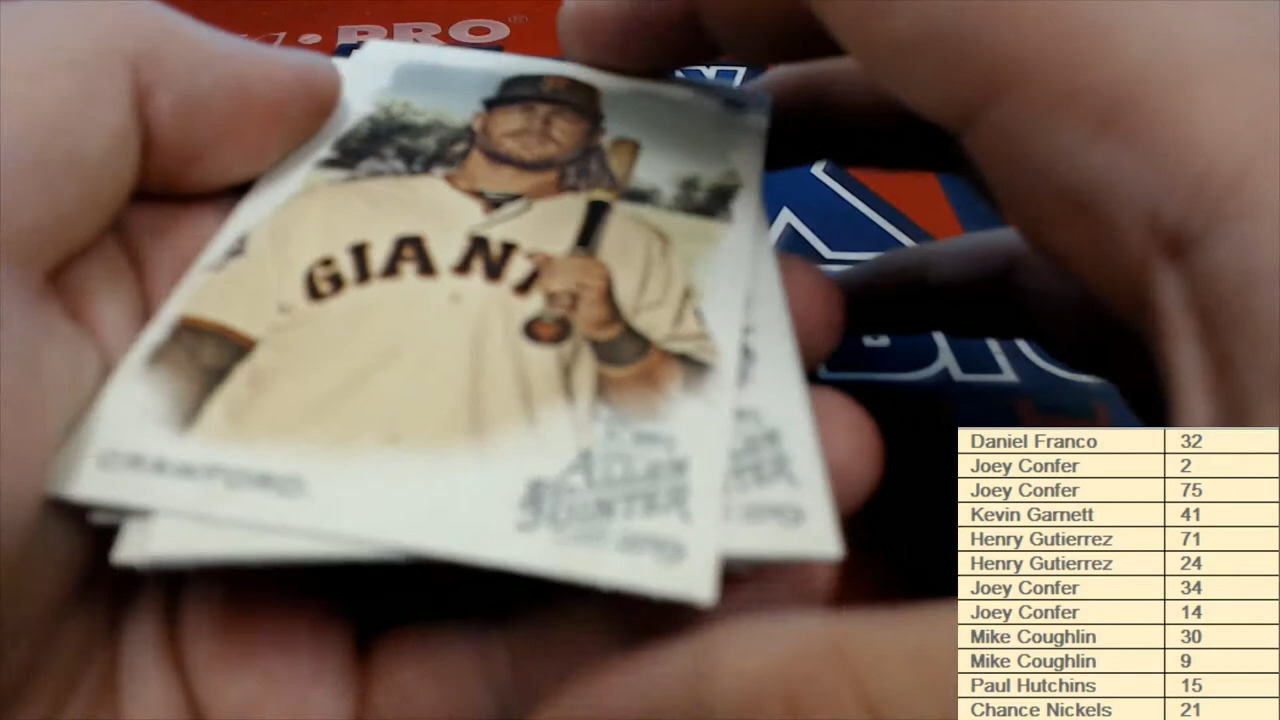 PRO
GIANT
CRAWFORD.
ALLEN
GINTER
Daniel Franco 32
Joey Confer 2
Joey Confer 75
Kevin Garnett 41
Henry Gutierrez 71
Henry Gutierrez 24
Joey Confer 34
Joey Confer 14
Mike Coughlin 30
Mike Coughlin 9
Paul Hutchins 15
Chance Nickels 21